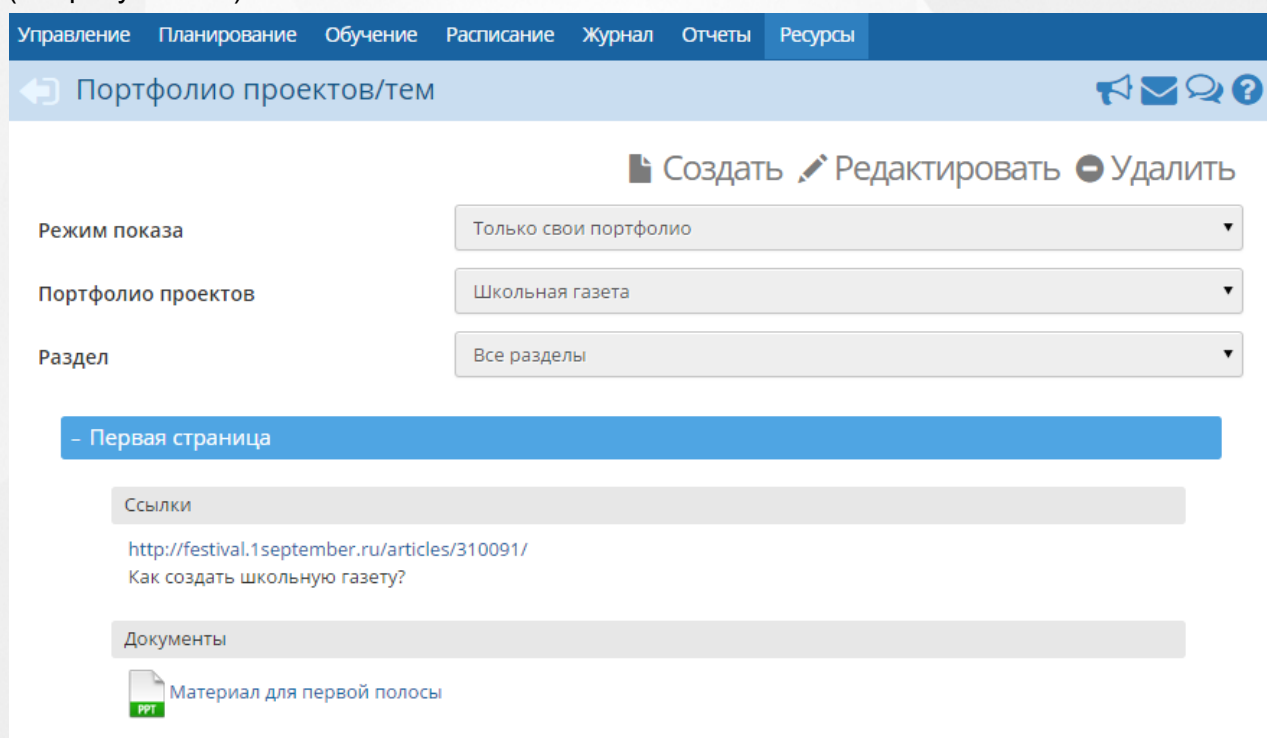 Управление Планирование Обучение Расписание Журнал Отчеты Ресурсы
Портфолио проектов/тем
Создать Редактировать Удалить
Режим показа Только свои портфолио
Портфолио проектов Школьная газета
Раздел Все разделы
– Первая страница
Ссылки
http://festival.1september.ru/articles/310091/
Как создать школьную газету?
Документы
PPT Материал для первой полосы